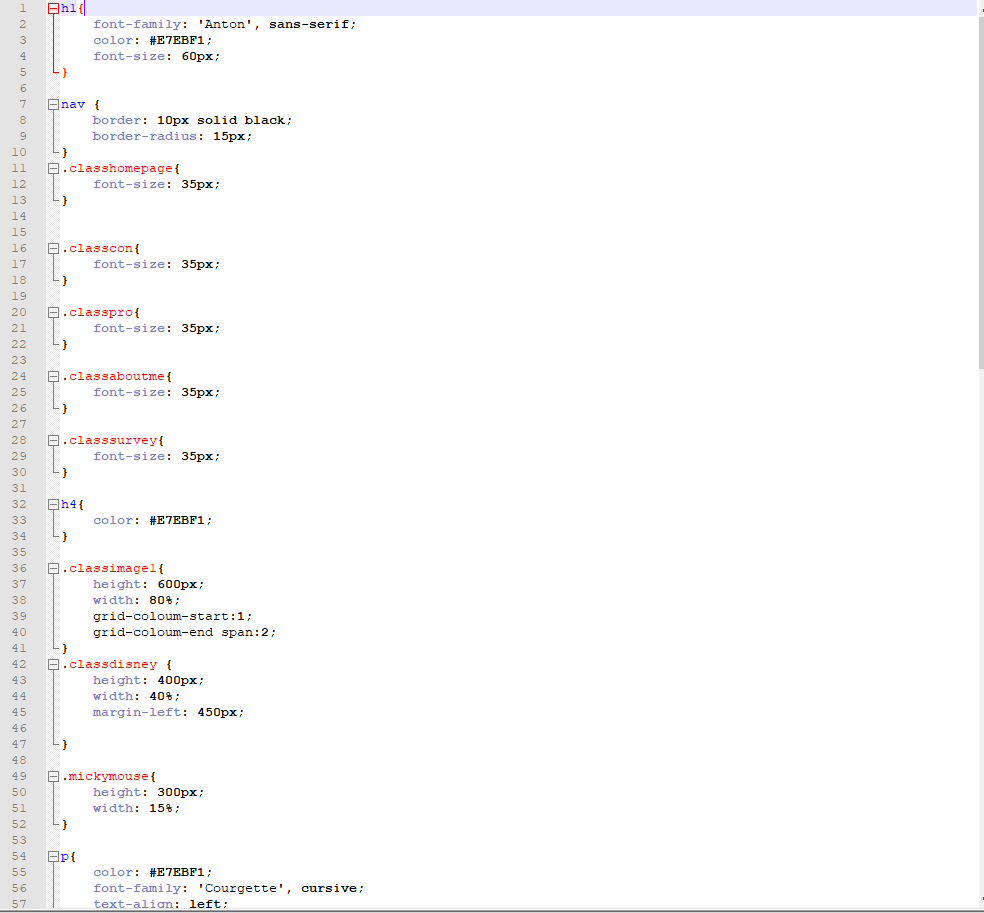 1 h1{
2 font-family: 'Anton', sans-serif;
3 color: #E7EBF1;
4 font-size: 60px;
5 }
6
7 nav {
8 border: 10px solid black;
9 border-radius: 15px;
10 }
11 .classhomepage{
12 font-size: 35px;
13 }
14
15
16 .classcon{
17 font-size: 35px;
18 }
19
20 .classpro{
21 font-size: 35px;
22 }
23
24 .classaboutme{
25 font-size: 35px;
26 }
27
28 .classsurvey{
29 font-size: 35px;
30 }
31
32 h4{
33 color: #E7EBF1;
34 }
35
36 .classimage1{
37 height: 600px;
38 width: 80%;
39 grid-coloum-start:1;
40 grid-coloum-end span:2;
41 }
42 .classdisney {
43 height: 400px;
44 width: 40%;
45 margin-left: 450px;
46
47 }
48
49 .mickymouse{
50 height: 300px;
51 width: 15%;
52 }
53
54 p{
55 color: #E7EBF1;
56 font-family: 'Courgette', cursive;
57 text-align: left;